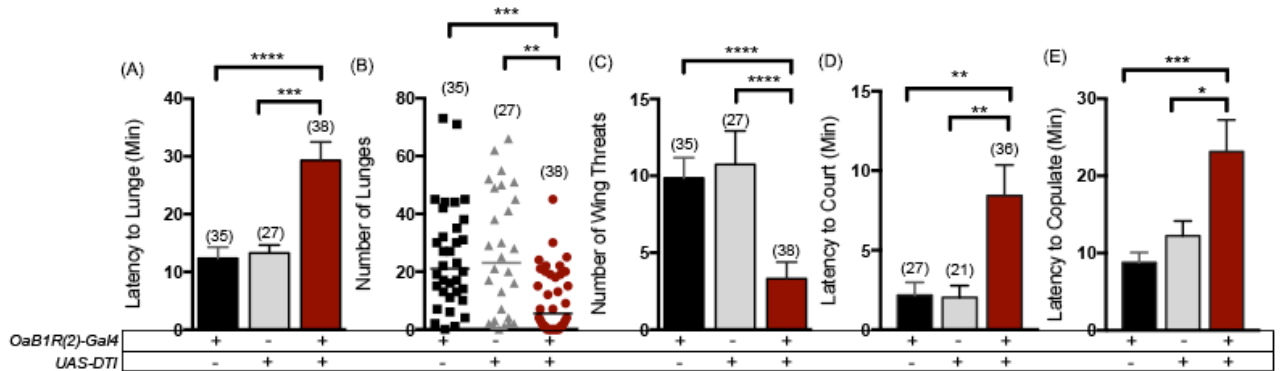 (A) **** *** (35) (27) (38) 40 30 20 10 0 Latency to Lunge (Min)
(B) *** ** (35) (27) (38) 80 60 40 20 0 Number of Lunges
(C) **** **** (35) (27) (38) 15 10 5 0 Number of Wing Threats
(D) ** ** (27) (21) (36) 15 10 5 0 Latency to Court (Min)
(E) *** * 30 20 10 0 Latency to Copulate (Min)
OaB1R(2)-Gal4 + - + + - + + - + + - + + - +
UAS-DTI - + + - + + - + + - + + - + +